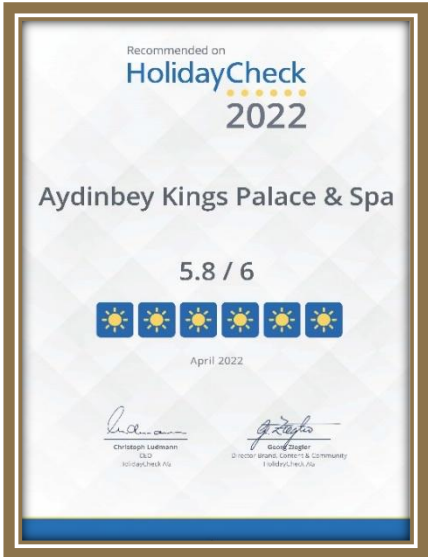 Recommended on
HolidayCheck
2022
Aydinbey Kings Palace & Spa
5.8 / 6
April 2022
Christoph Ludmann
CEO
HolidayCheck AG
Georg Ziegler
Director Brand, Content & Community
HolidayCheck AG